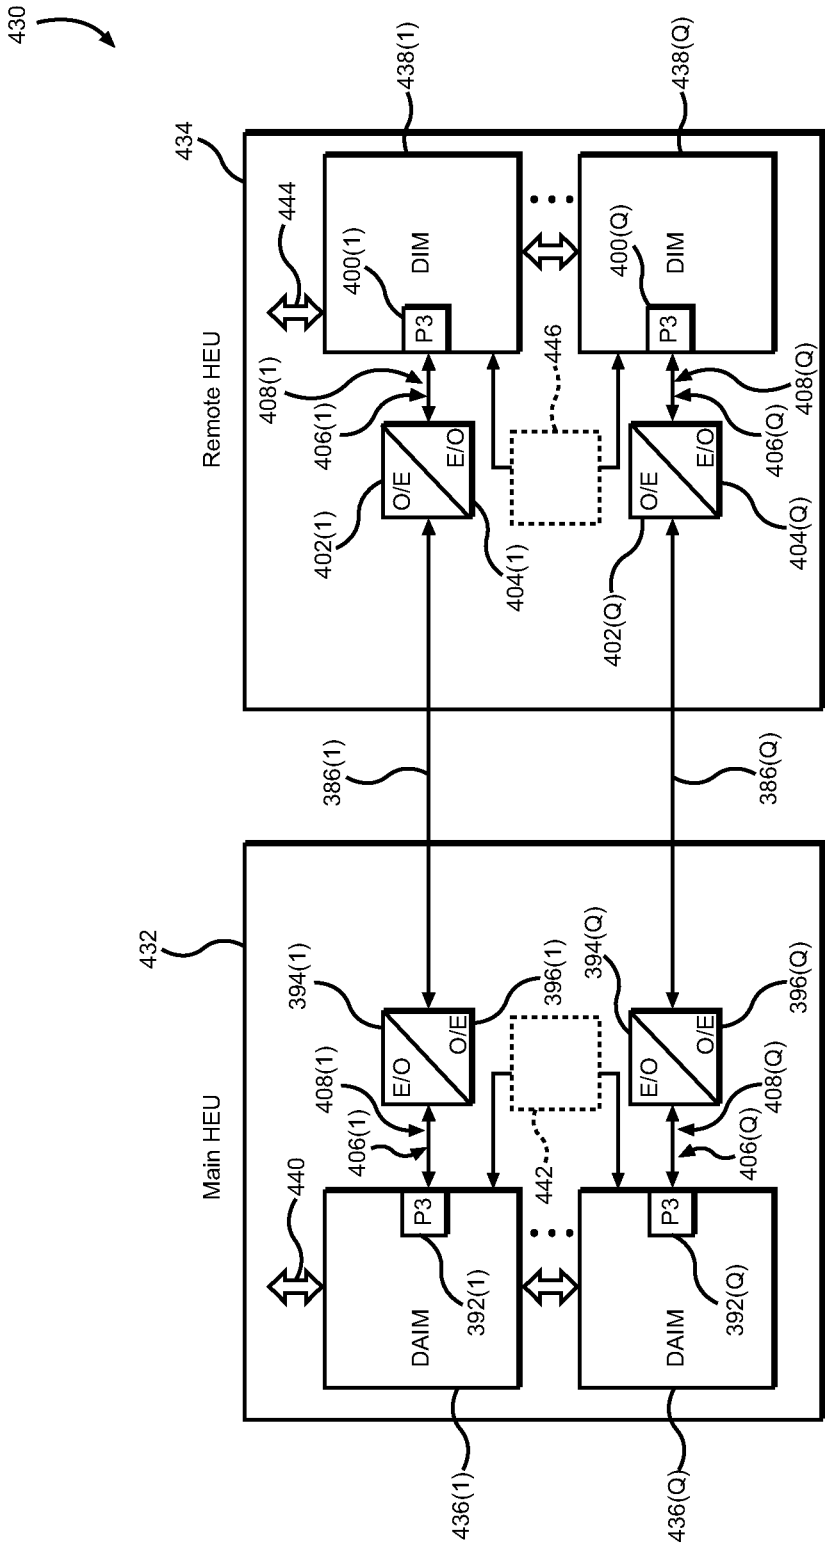 430
432
434
Main HEU
Remote HEU
440
444
408(1)
394(1)
408(1)
386(1)
402(1)
406(1)
406(1)
400(1)
E/O
O/E
438(1)
DAIM
P3
P3
DIM
O/E
E/O
436(1)
392(1)
404(1)
442
396(1)
446
394(Q)
402(Q)
400(Q)
E/O
O/E
436(Q)
DAIM
P3
P3
DIM
438(Q)
O/E
E/O
392(Q)
406(Q)
408(Q)
386(Q)
406(Q)
396(Q)
404(Q)
408(Q)